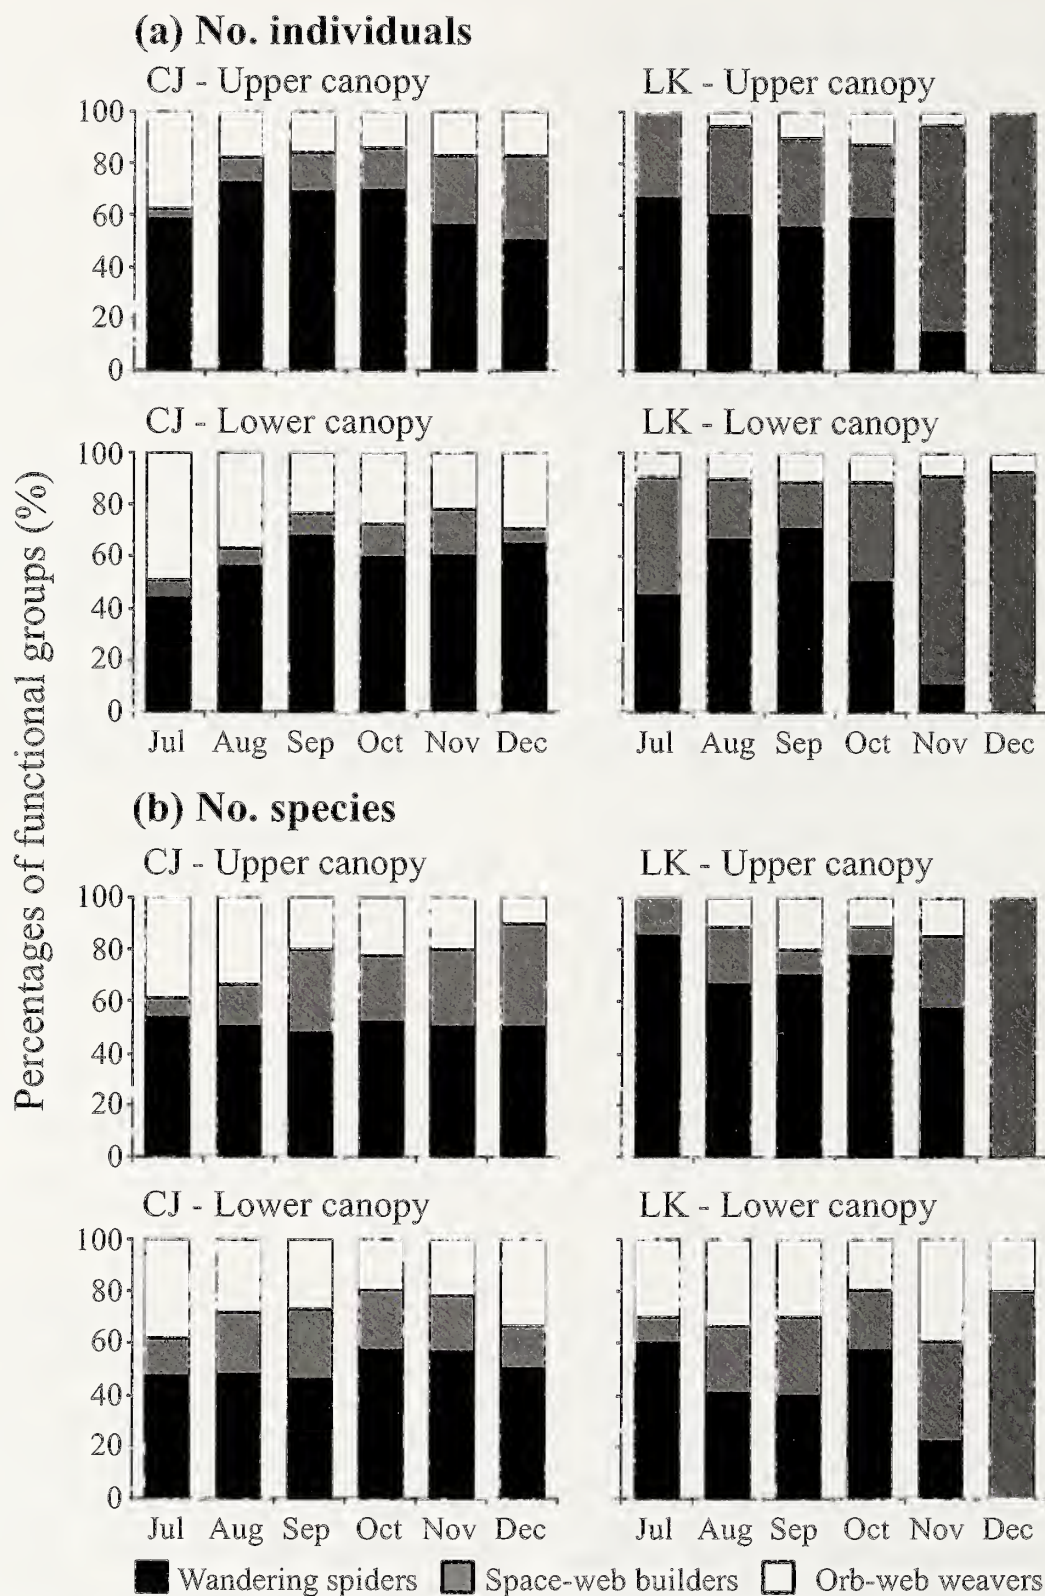 (a) No. individuals
CJ - Upper canopy
LK - Upper canopy
100
80
60
40
20
0
CJ - Lower canopy
LK - Lower canopy
100
80
60
40
20
0
Jul Aug Sep Oct Nov Dec
Jul Aug Sep Oct Nov Dec
Percentages of functional groups (%)
(b) No. species
CJ - Upper canopy
LK - Upper canopy
100
80
60
40
20
0
CJ - Lower canopy
LK - Lower canopy
100
80
60
40
20
0
Jul Aug Sep Oct Nov Dec
Jul Aug Sep Oct Nov Dec
Wandering spiders Space-web builders Orb-web weavers